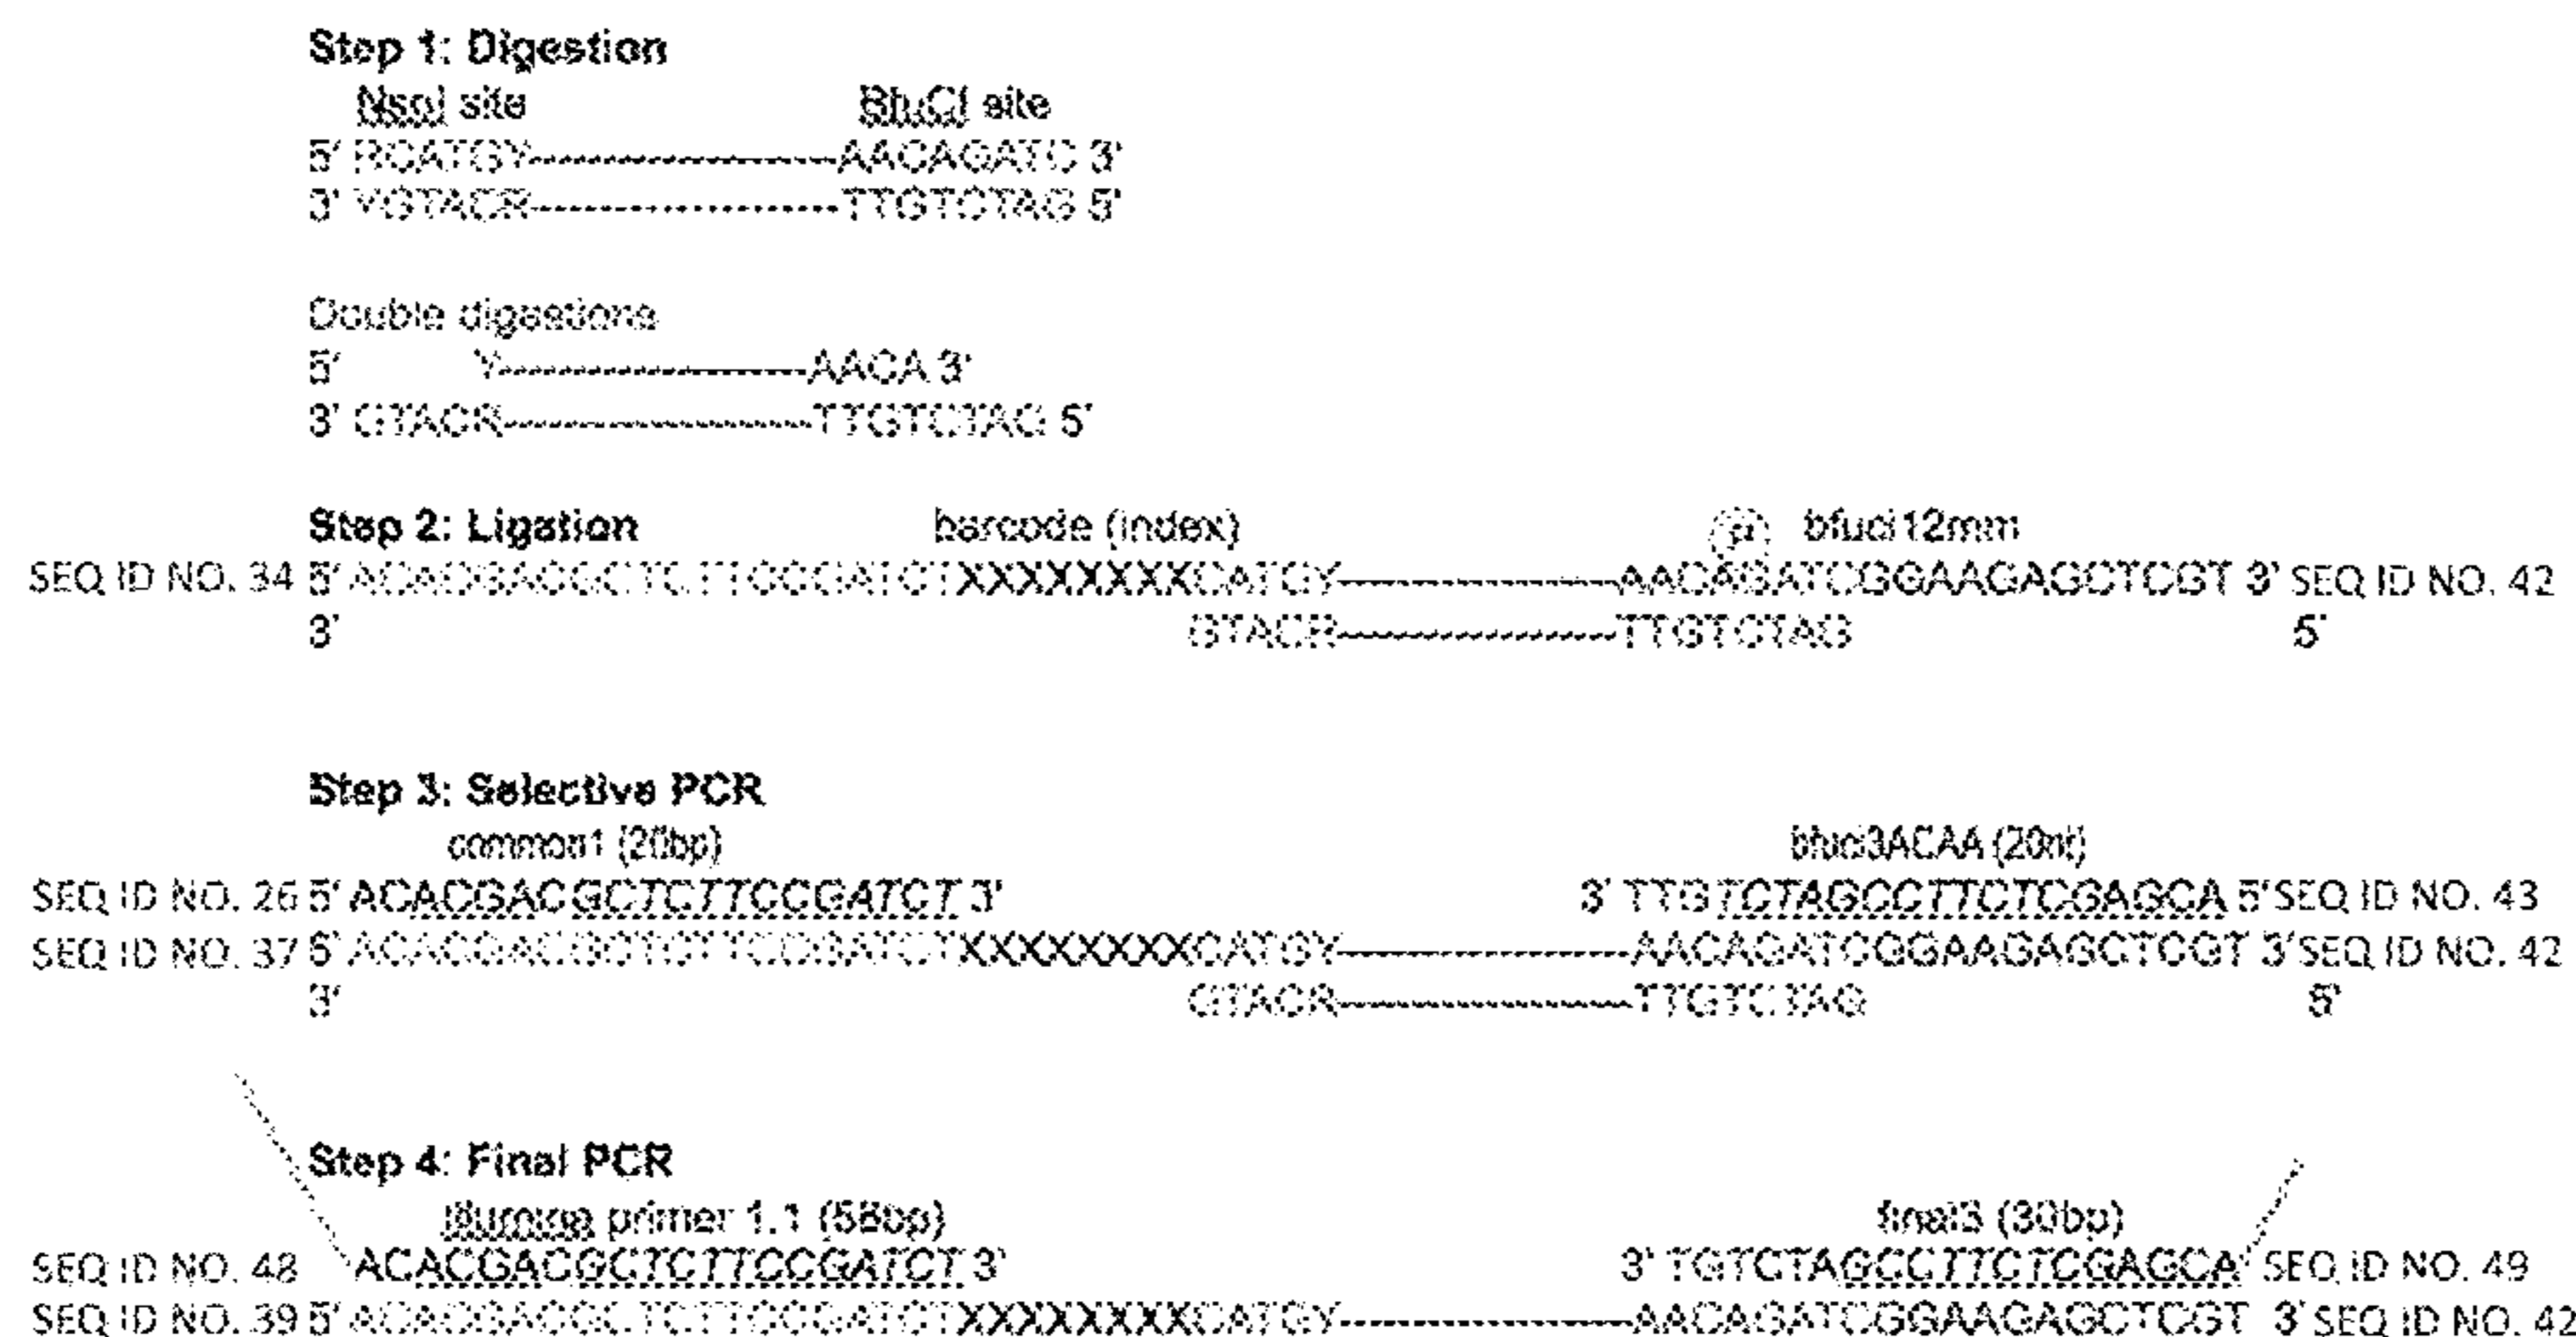 Step 1: Digestion
NspI site BfuCI site
5' RCATGY--------------------AACAGATC 3'
3' YGTACR--------------------TTGTCTAG 5'
Double digestions
5' Y--------------------AACA 3'
3' GTACR--------------------TTGTCTAG 5'
Step 2: Ligation barcode (index) bfuci12mm
SEQ ID NO. 34 5' ACACGACGCTCTTCCGATCTXXXXXXXXCATGY------------------AACAGATCGGAAGAGCTCGT 3' SEQ ID NO. 42
3' GTACR------------------TTGTCTAG 5'
Step 3: Selective PCR
common1 (20bp) bfuci3ACAA (20nt)
SEQ ID NO. 26 5' ACACGACGCTCTTCCGATCT 3' 3' TTGTCTAGCCTTCTCGAGCA 5' SEQ ID NO. 43
SEQ ID NO. 37 5' ACACGACGCTCTTCCGATCTXXXXXXXXCATGY-------------------AACAGATCGGAAGAGCTCGT 3' SEQ ID NO. 42
3' GTACR-------------------TTGTCTAG 5'
Step 4: Final PCR
Illumina primer 1.1 (58bp) final3 (30bp)
SEQ ID NO. 48 ACACGACGCTCTTCCGATCT 3' 3' TGTCTAGCCTTCTCGAGCA SEQ ID NO. 49
SEQ ID NO. 39 5' ACACGACGCTCTTCCGATCTXXXXXXXXCATGY-------------------AACAGATCGGAAGAGCTCGT 3' SEQ ID NO. 42